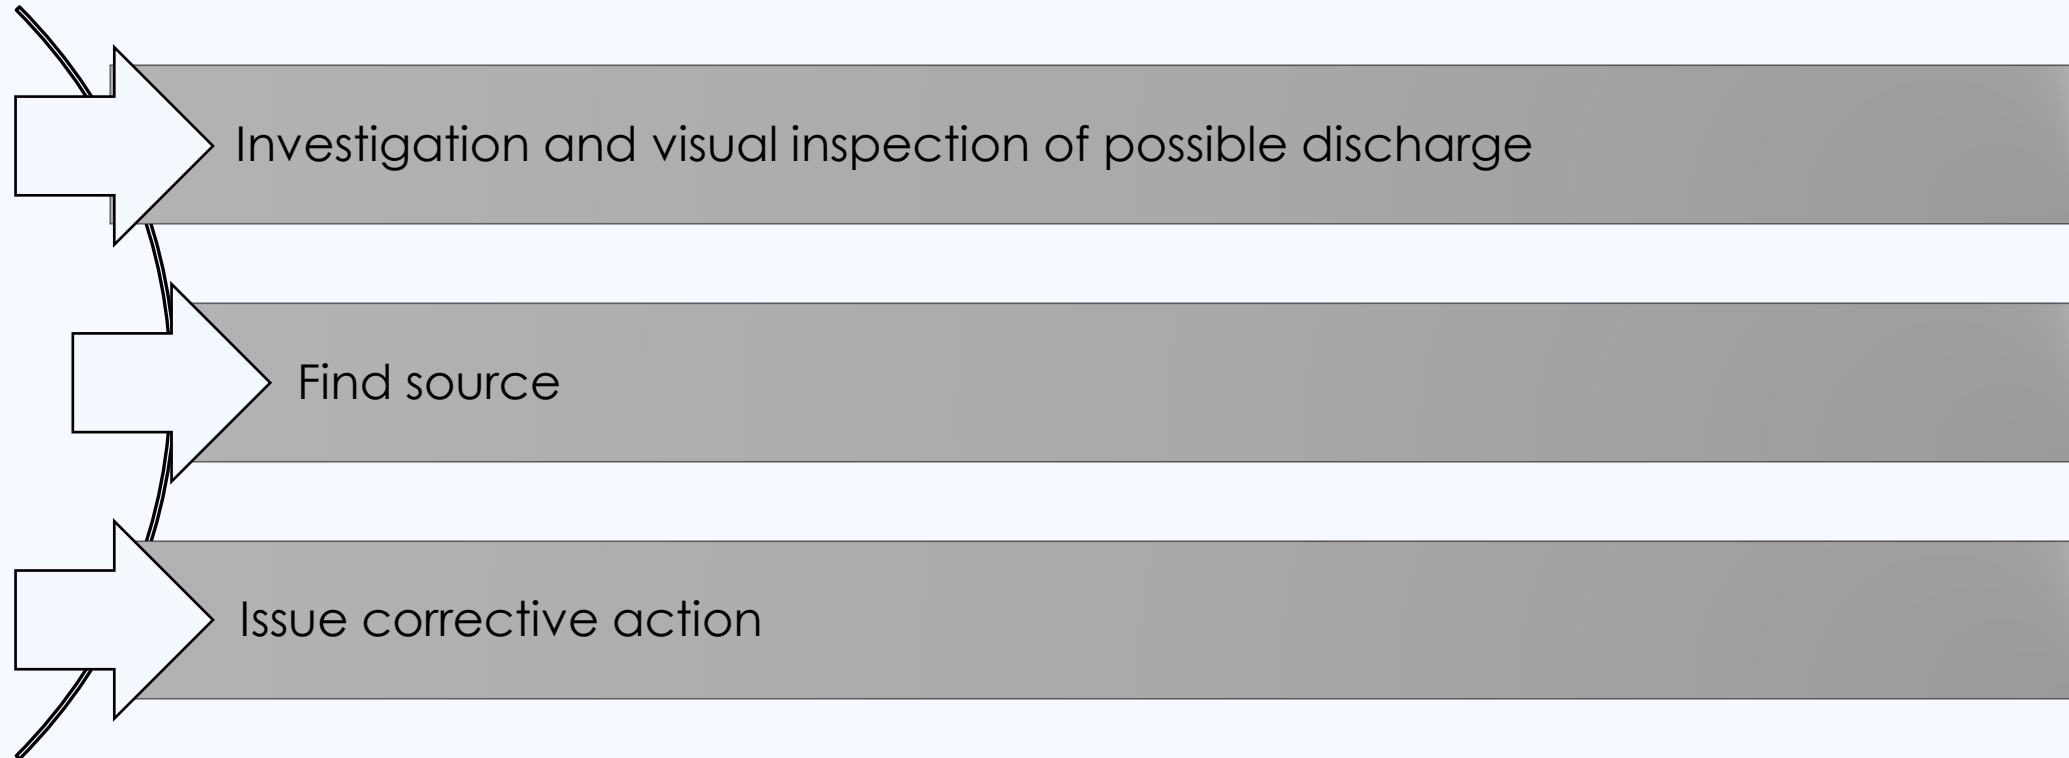 Investigation and visual inspection of possible discharge
Find source
Issue corrective action